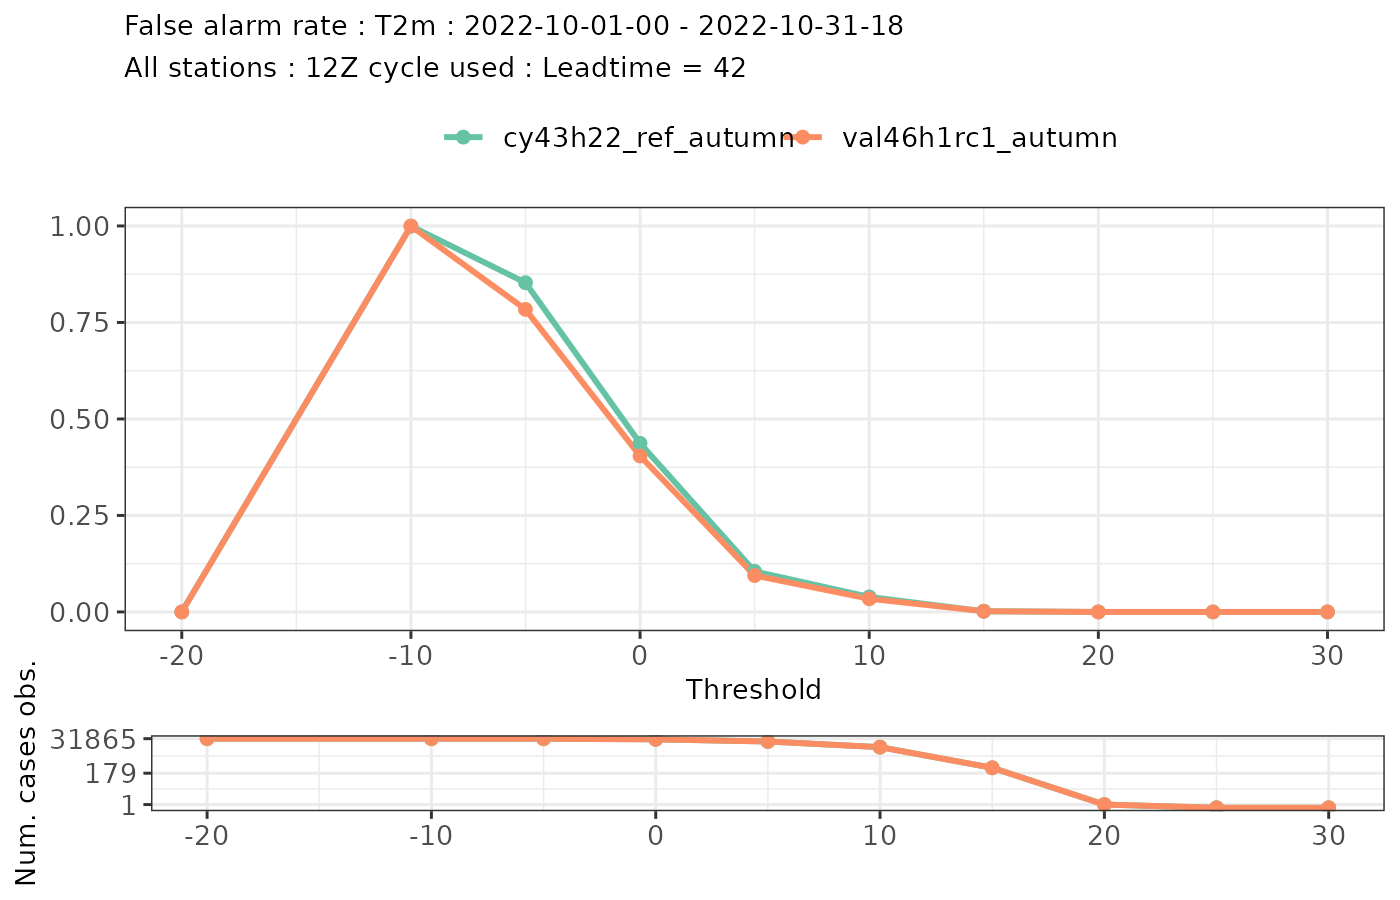 False alarm rate : T2m : 2022-10-01-00 - 2022-10-31-18
All stations : 12Z cycle used : Leadtime = 42
cy43h22_ref_autumn val46h1rc1_autumn
1.00
0.75
0.50
0.25
0.00
-20 -10 0 10 20 30
Threshold
Num. cases obs.
31865
179
1
-20 -10 0 10 20 30